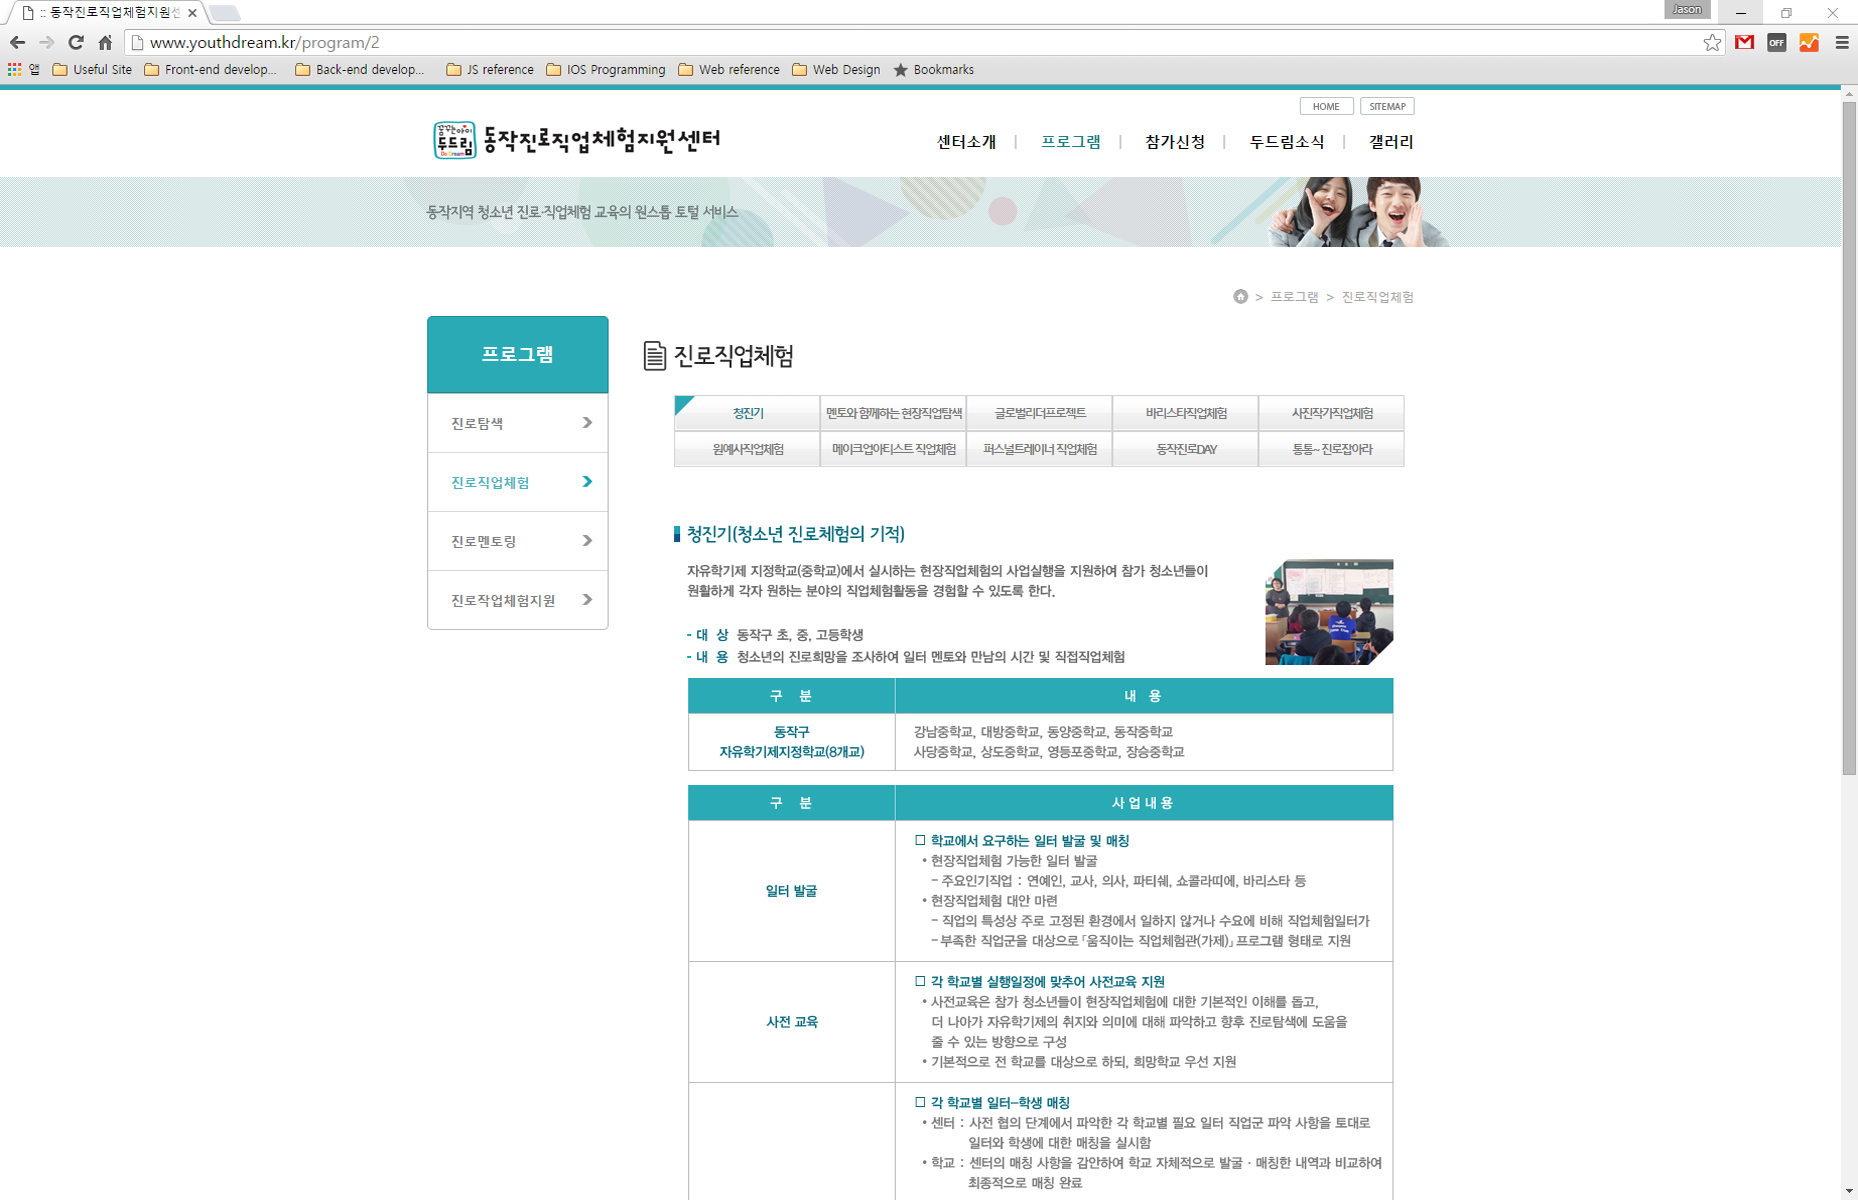 :: 동작진로직업체험지원센
Jason
www.youthdream.kr/program/2
OFF
앱 Useful Site Front-end develop... Back-end develop... JS reference IOS Programming Web reference Web Design Bookmarks
HOME SITEMAP
꿈꾸는아이 두드림 Do Dream 동작진로직업체험지원센터
센터소개 | 프로그램 | 참가신청 | 두드림소식 | 갤러리
동작지역 청소년 진로·직업체험 교육의 원스톱 토털 서비스
> 프로그램 > 진로직업체험
프로그램
진로탐색
진로직업체험
진로멘토링
진로작업체험지원
진로직업체험
청진기 멘토와 함께하는 현장직업탐색 글로벌리더프로젝트 바리스타직업체험 사진작가직업체험
원예사직업체험 메이크업아티스트 직업체험 퍼스널트레이너 직업체험 동작진로DAY 통통~ 진로잡아라
청진기(청소년 진로체험의 기적)
자유학기제 지정학교(중학교)에서 실시하는 현장직업체험의 사업실행을 지원하여 참가 청소년들이
원활하게 각자 원하는 분야의 직업체험활동을 경험할 수 있도록 한다.
- 대 상 동작구 초, 중, 고등학생
- 내 용 청소년의 진로희망을 조사하여 일터 멘토와 만남의 시간 및 직접직업체험
구 분 내 용
동작구
자유학기제지정학교(8개교)
강남중학교, 대방중학교, 동양중학교, 동작중학교
사당중학교, 상도중학교, 영등포중학교, 장승중학교
구 분 사 업 내 용
일터 발굴
□ 학교에서 요구하는 일터 발굴 및 매칭
• 현장직업체험 가능한 일터 발굴
- 주요인기직업 : 연예인, 교사, 의사, 파티쉐, 쇼콜라띠에, 바리스타 등
• 현장직업체험 대안 마련
- 직업의 특성상 주로 고정된 환경에서 일하지 않거나 수요에 비해 직업체험일터가
- 부족한 직업군을 대상으로 「움직이는 직업체험관(가제)」 프로그램 형태로 지원
사전 교육
□ 각 학교별 실행일정에 맞추어 사전교육 지원
• 사전교육은 참가 청소년들이 현장직업체험에 대한 기본적인 이해를 돕고,
더 나아가 자유학기제의 취지와 의미에 대해 파악하고 향후 진로탐색에 도움을
줄 수 있는 방향으로 구성
• 기본적으로 전 학교를 대상으로 하되, 희망학교 우선 지원
□ 각 학교별 일터-학생 매칭
• 센터 : 사전 협의 단계에서 파악한 각 학교별 필요 일터 직업군 파악 사항을 토대로
일터와 학생에 대한 매칭을 실시함
• 학교 : 센터의 매칭 사항을 감안하여 학교 자체적으로 발굴 · 매칭한 내역과 비교하여
최종적으로 매칭 완료